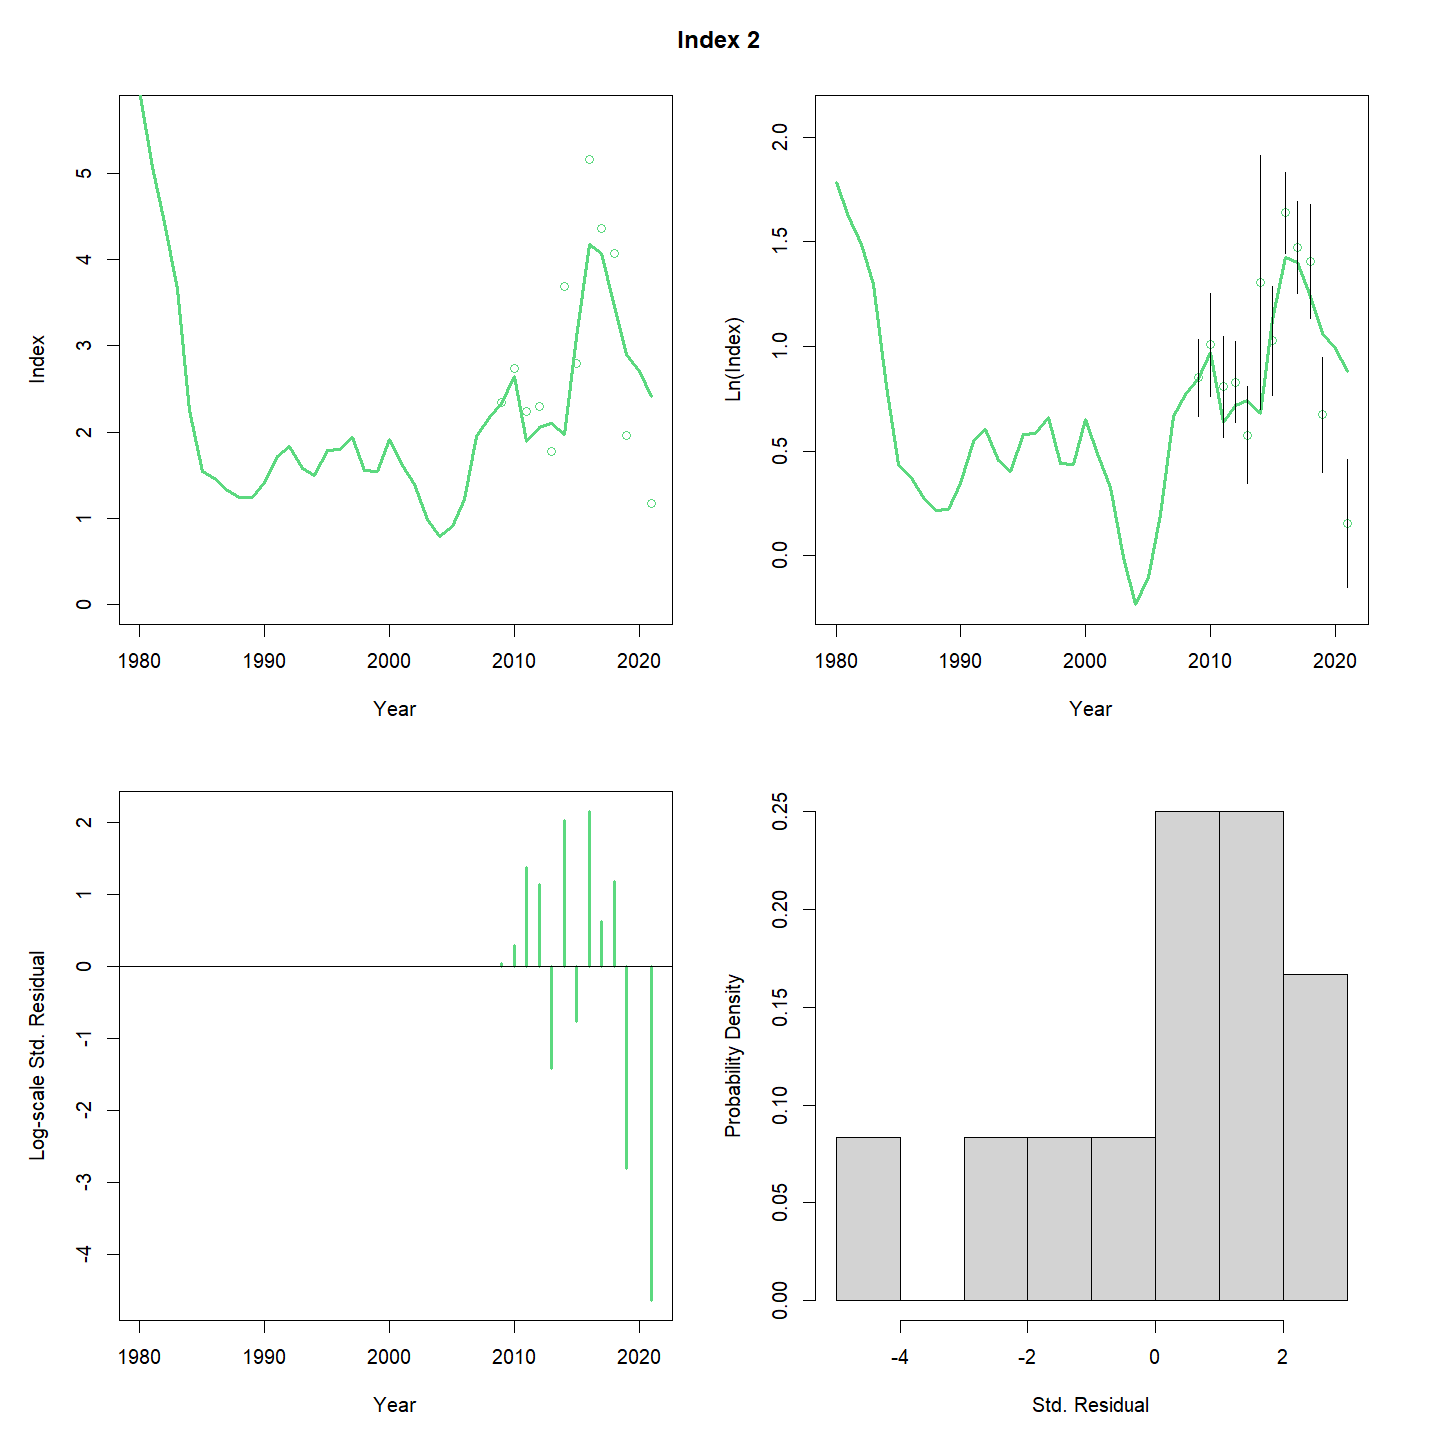 Index 2
Index
0 1 2 3 4 5
1980 1990 2000 2010 2020
Year
Ln(Index)
0.0 0.5 1.0 1.5 2.0
1980 1990 2000 2010 2020
Year
Log-scale Std. Residual
-4 -3 -2 -1 0 1 2
1980 1990 2000 2010 2020
Year
Probability Density
0.00 0.05 0.10 0.15 0.20 0.25
-4 -2 0 2
Std. Residual